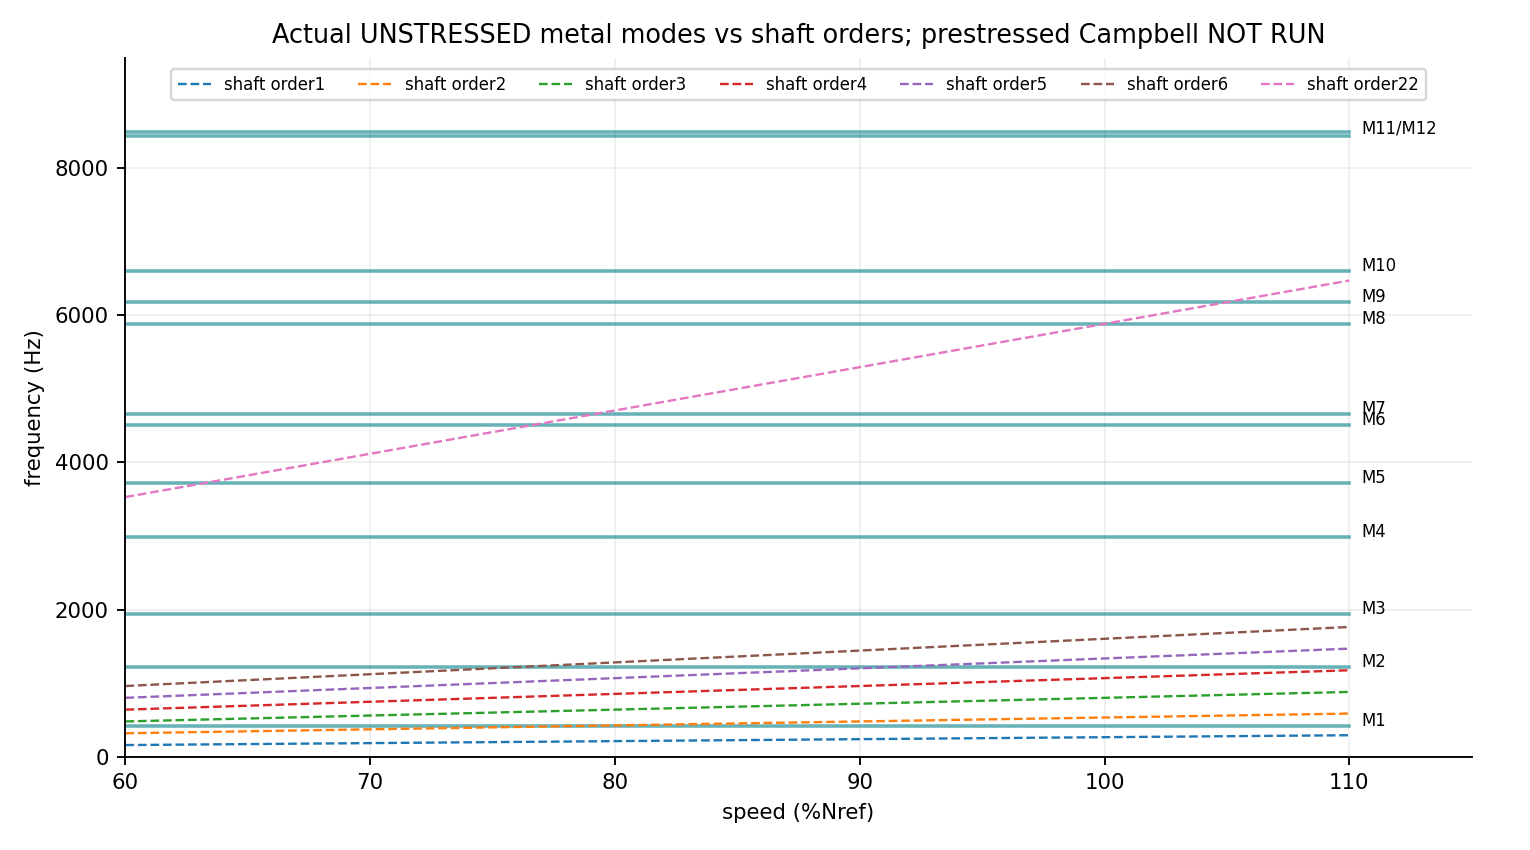 Actual UNSTRESSED metal modes vs shaft orders; prestressed Campbell NOT RUN
shaft order1 shaft order2 shaft order3 shaft order4 shaft order5 shaft order6 shaft order22
M11/M12
8000
M10
M9
6000
M8
M7
M6
4000
M5
M4
M3
2000
M2
M1
0
60 70 80 90 100 110
speed (%Nref)
frequency (Hz)